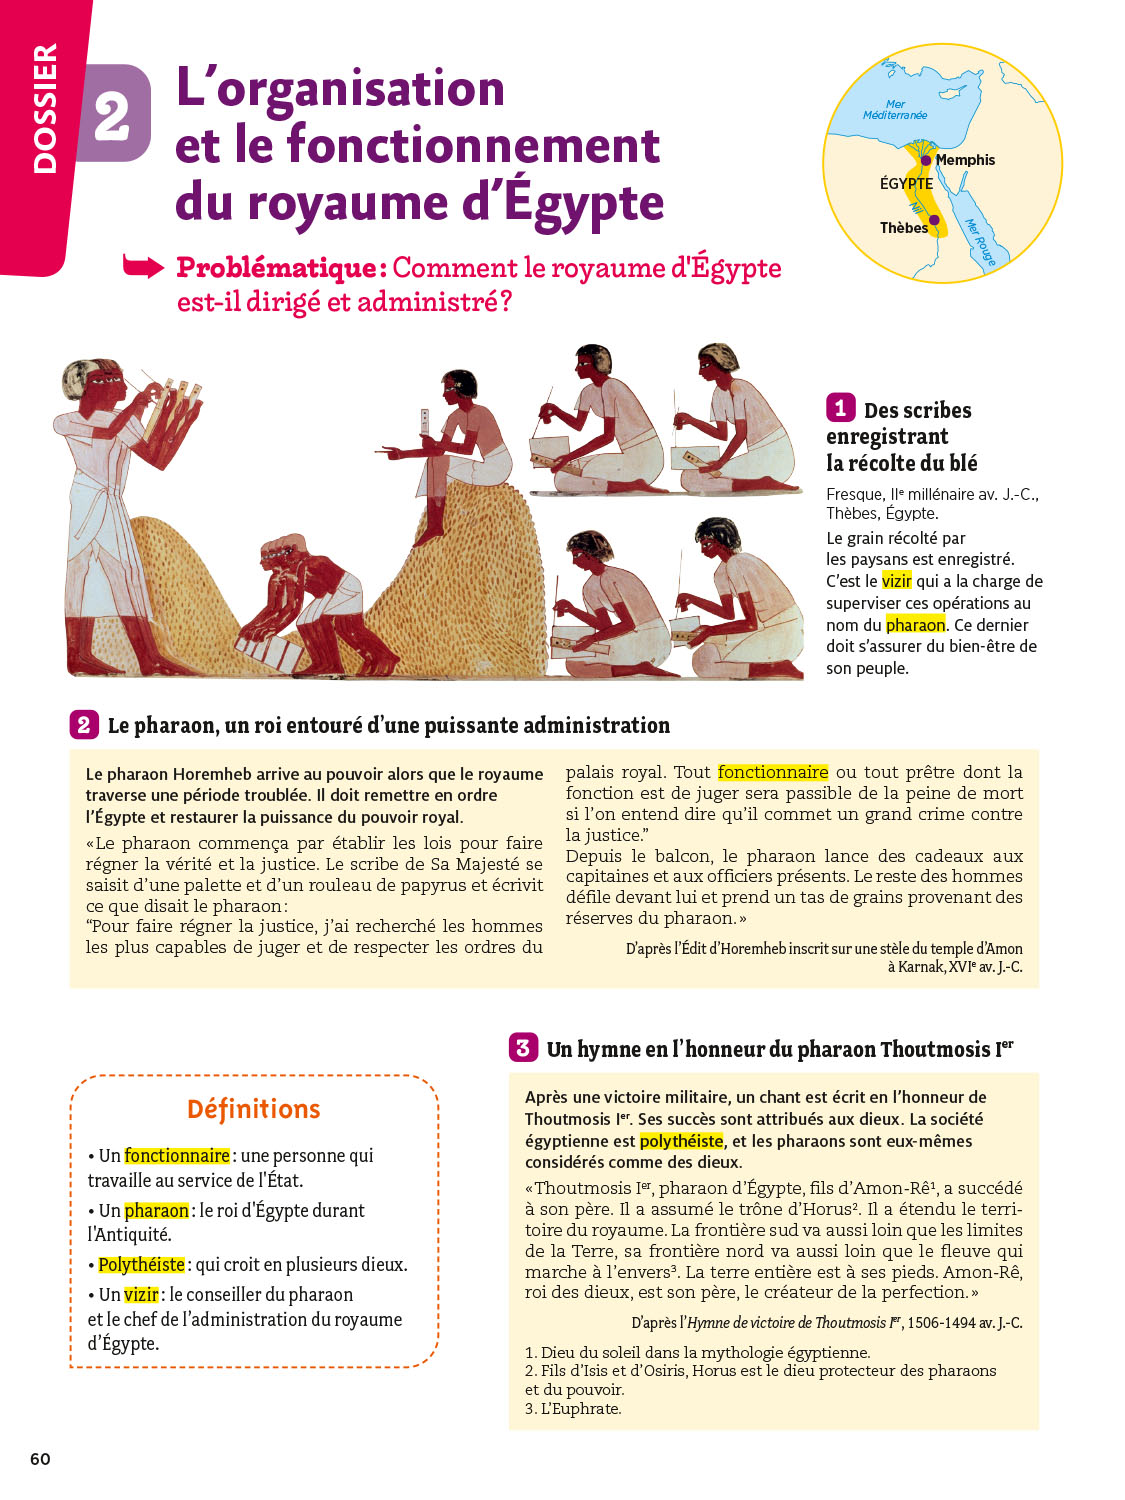 DOSSIER
2
L'organisation
et le fonctionnement
du royaume d'Égypte
Problématique : Comment le royaume d'Égypte
est-il dirigé et administré ?
Mer
Méditerranée
Memphis
ÉGYPTE
Nil
Thèbes
Mer Rouge
1 Des scribes
enregistrant
la récolte du blé
Fresque, IIe millénaire av. J.-C.,
Thèbes, Égypte.
Le grain récolté par
les paysans est enregistré.
C'est le vizir qui a la charge de
superviser ces opérations au
nom du pharaon. Ce dernier
doit s'assurer du bien-être de
son peuple.
2 Le pharaon, un roi entouré d'une puissante administration
Le pharaon Horemheb arrive au pouvoir alors que le royaume
traverse une période troublée. Il doit remettre en ordre
l'Égypte et restaurer la puissance du pouvoir royal.
« Le pharaon commença par établir les lois pour faire
régner la vérité et la justice. Le scribe de Sa Majesté se
saisit d'une palette et d'un rouleau de papyrus et écrivit
ce que disait le pharaon :
“Pour faire régner la justice, j'ai recherché les hommes
les plus capables de juger et de respecter les ordres du
palais royal. Tout fonctionnaire ou tout prêtre dont la
fonction est de juger sera passible de la peine de mort
si l'on entend dire qu'il commet un grand crime contre
la justice.”
Depuis le balcon, le pharaon lance des cadeaux aux
capitaines et aux officiers présents. Le reste des hommes
défile devant lui et prend un tas de grains provenant des
réserves du pharaon. »
D'après l'Édit d'Horemheb inscrit sur une stèle du temple d'Amon
à Karnak, XVIe av. J.-C.
3 Un hymne en l'honneur du pharaon Thoutmosis Ier
Après une victoire militaire, un chant est écrit en l'honneur de
Thoutmosis Ier. Ses succès sont attribués aux dieux. La société
égyptienne est polythéiste, et les pharaons sont eux-mêmes
considérés comme des dieux.
« Thoutmosis Ier, pharaon d'Égypte, fils d'Amon-Rê¹, a succédé
à son père. Il a assumé le trône d'Horus². Il a étendu le terri-
toire du royaume. La frontière sud va aussi loin que les limites
de la Terre, sa frontière nord va aussi loin que le fleuve qui
marche à l'envers³. La terre entière est à ses pieds. Amon-Rê,
roi des dieux, est son père, le créateur de la perfection. »
D'après l'Hymne de victoire de Thoutmosis Ier, 1506-1494 av. J.-C.
1. Dieu du soleil dans la mythologie égyptienne.
2. Fils d'Isis et d'Osiris, Horus est le dieu protecteur des pharaons
et du pouvoir.
3. L'Euphrate.
Définitions
• Un fonctionnaire : une personne qui
travaille au service de l'État.
• Un pharaon : le roi d'Égypte durant
l'Antiquité.
• Polythéiste : qui croit en plusieurs dieux.
• Un vizir : le conseiller du pharaon
et le chef de l'administration du royaume
d'Égypte.
60